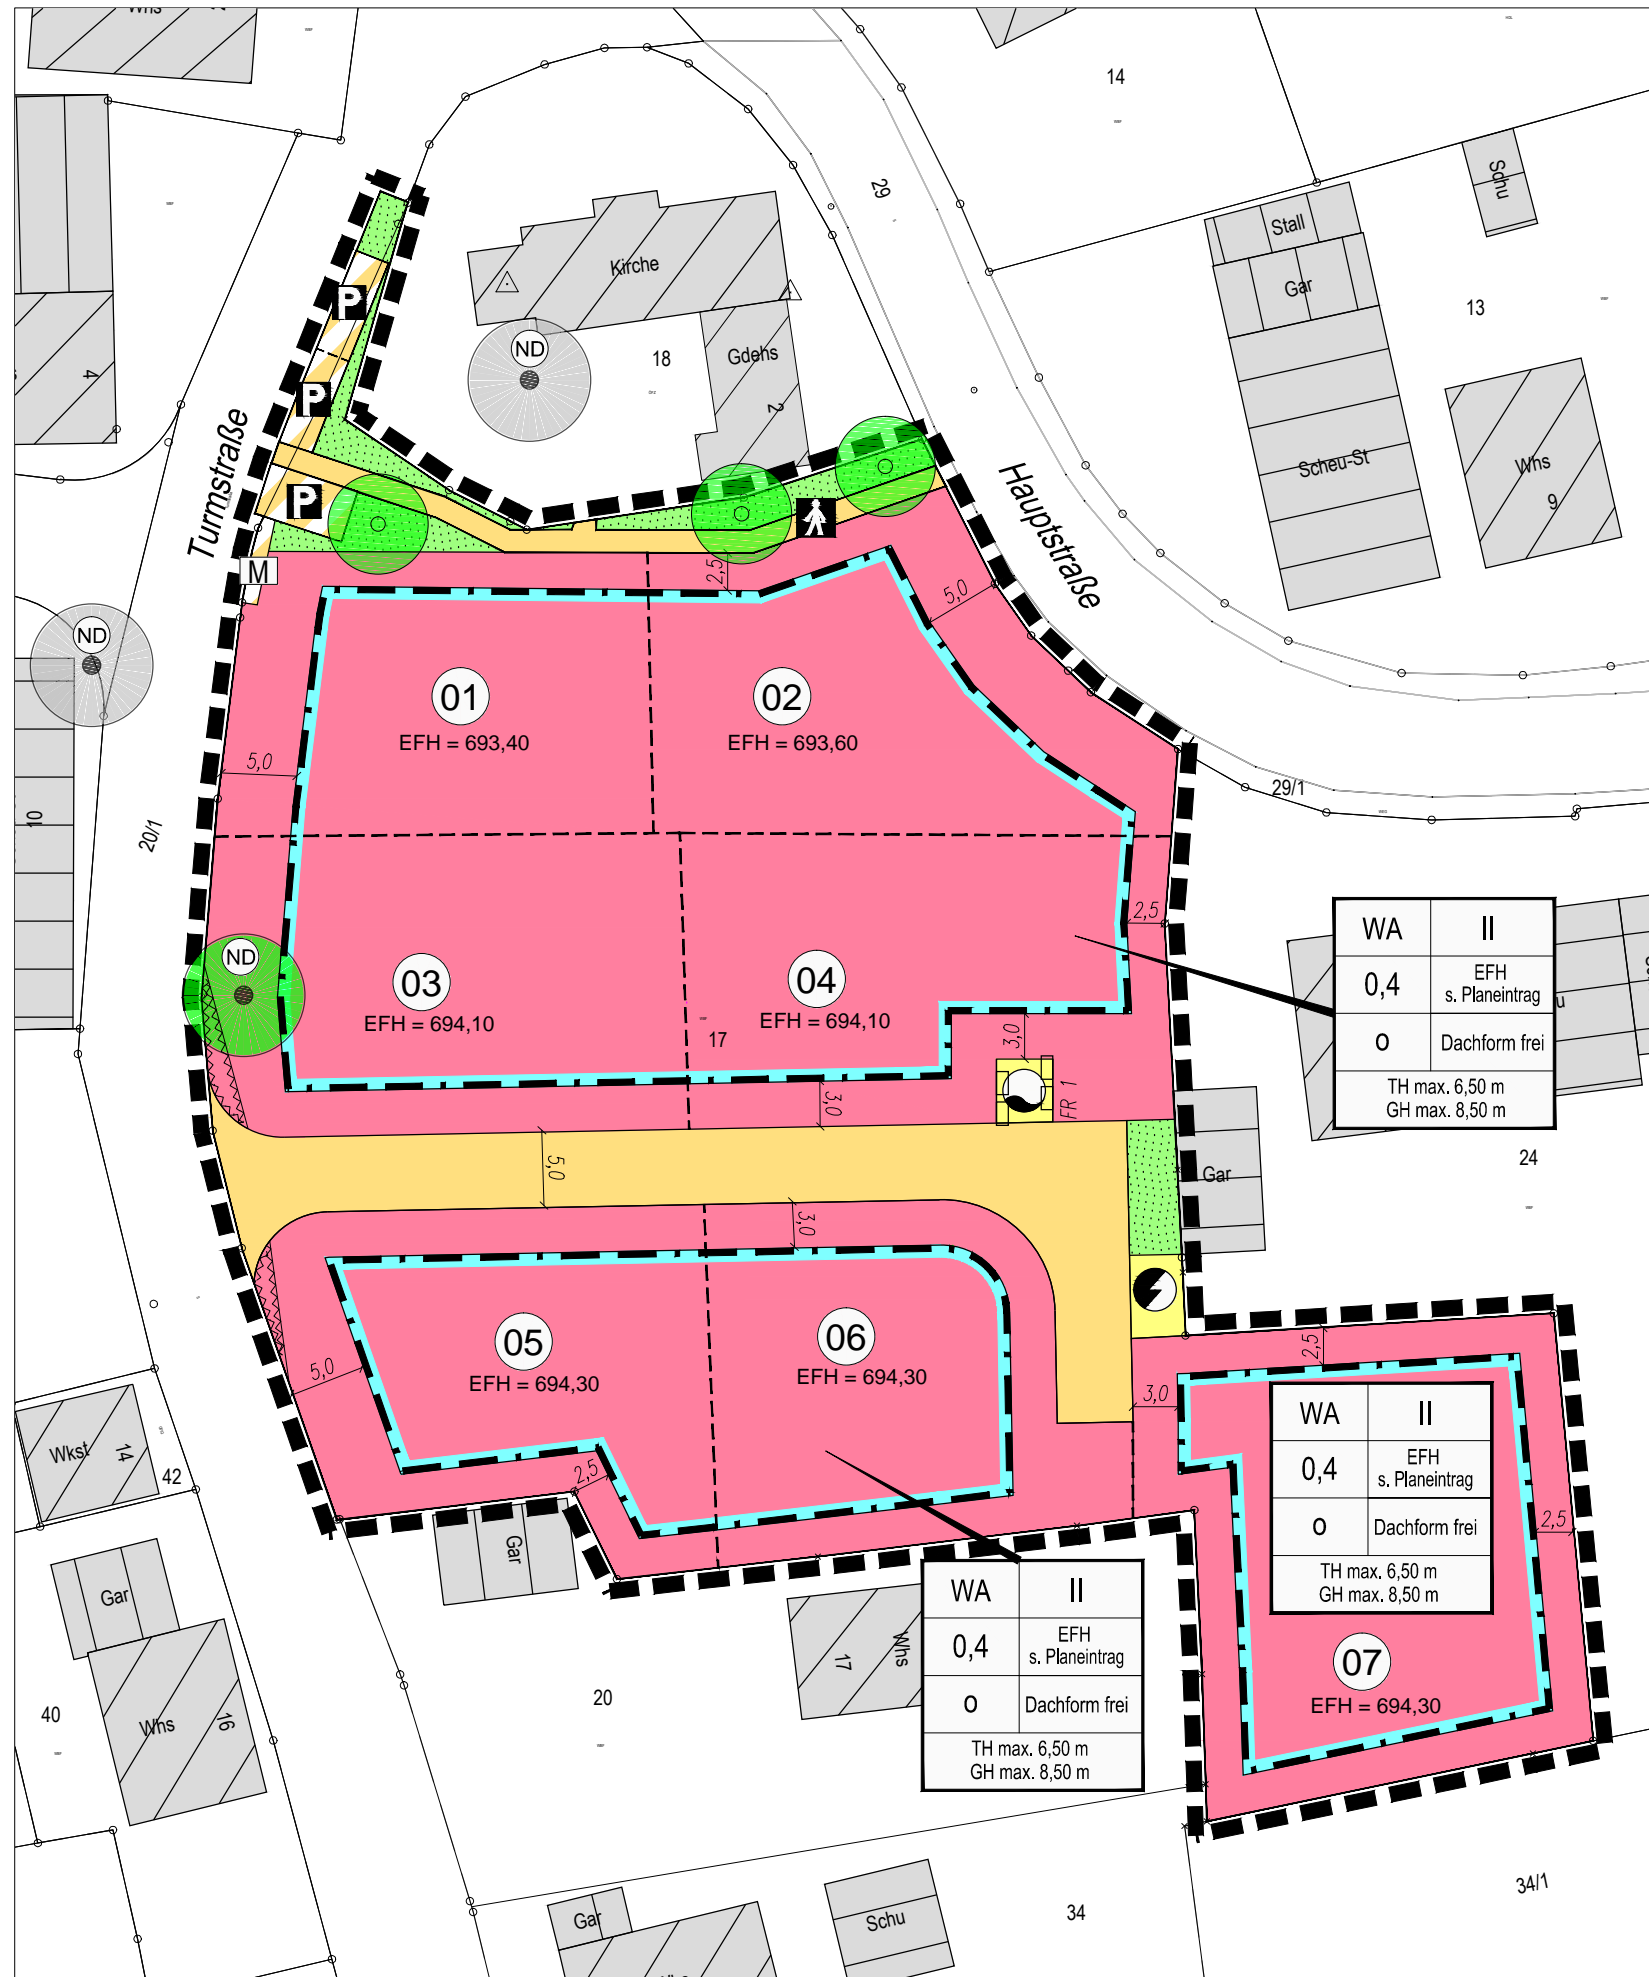 Whs
14
29
Schu
Stall
Gar
13
Kirche
4
ND
18
Gdehs
2
P
P
P
Turmstraße
Hauptstraße
Scheu-St
Whs
9
M
2,5
5,0
ND
01
EFH = 693,40
02
EFH = 693,60
5,0
29/1
10
20/1
2,5
WA
II
0,4
EFH
s. Planeintrag
o
Dachform frei
TH max. 6,50 m
GH max. 8,50 m
ND
03
EFH = 694,10
04
EFH = 694,10
17
3,0
FR 1
3,0
5,0
Gar
24
3,0
05
EFH = 694,30
06
EFH = 694,30
5,0
2,5
3,0
2,5
WA
II
0,4
EFH
s. Planeintrag
o
Dachform frei
TH max. 6,50 m
GH max. 8,50 m
2,5
07
EFH = 694,30
Wkst
14
42
Gar
Gar
WA
II
0,4
EFH
s. Planeintrag
o
Dachform frei
TH max. 6,50 m
GH max. 8,50 m
Whs
17
20
40
Whs
16
Gar
Schu
34
34/1